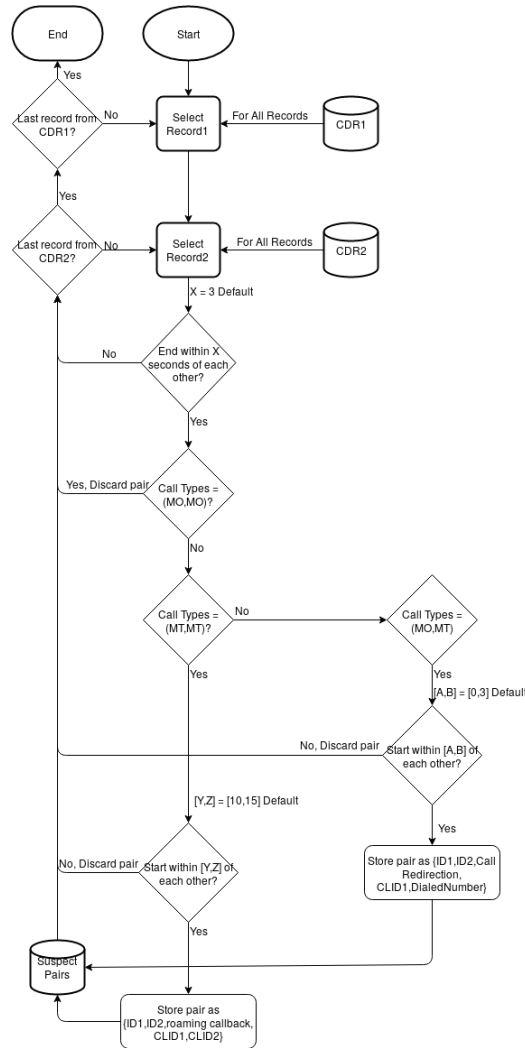 End
Start
Yes
Last record from
CDR1?
No
Select
Record1
For All Records
CDR1
Yes
Last record from
CDR2?
No
Select
Record2
For All Records
CDR2
X = 3 Default
End within X
seconds of each
other?
No
Yes
Yes, Discard pair
Call Types =
(MO,MO)?
No
Call Types =
(MT,MT)?
No
Call Types =
(MO,MT)
Yes
Yes
[A,B] = [0,3] Default
No, Discard pair
Start within [A,B] of
each other?
[Y,Z] = [10,15] Default
Yes
No, Discard pair
Start within [Y,Z] of
each other?
Store pair as {ID1,ID2,Call
Redirection,
CLID1,DialedNumber}
Yes
Suspect
Pairs
Store pair as
{ID1,ID2,roaming callback,
CLID1,CLID2}